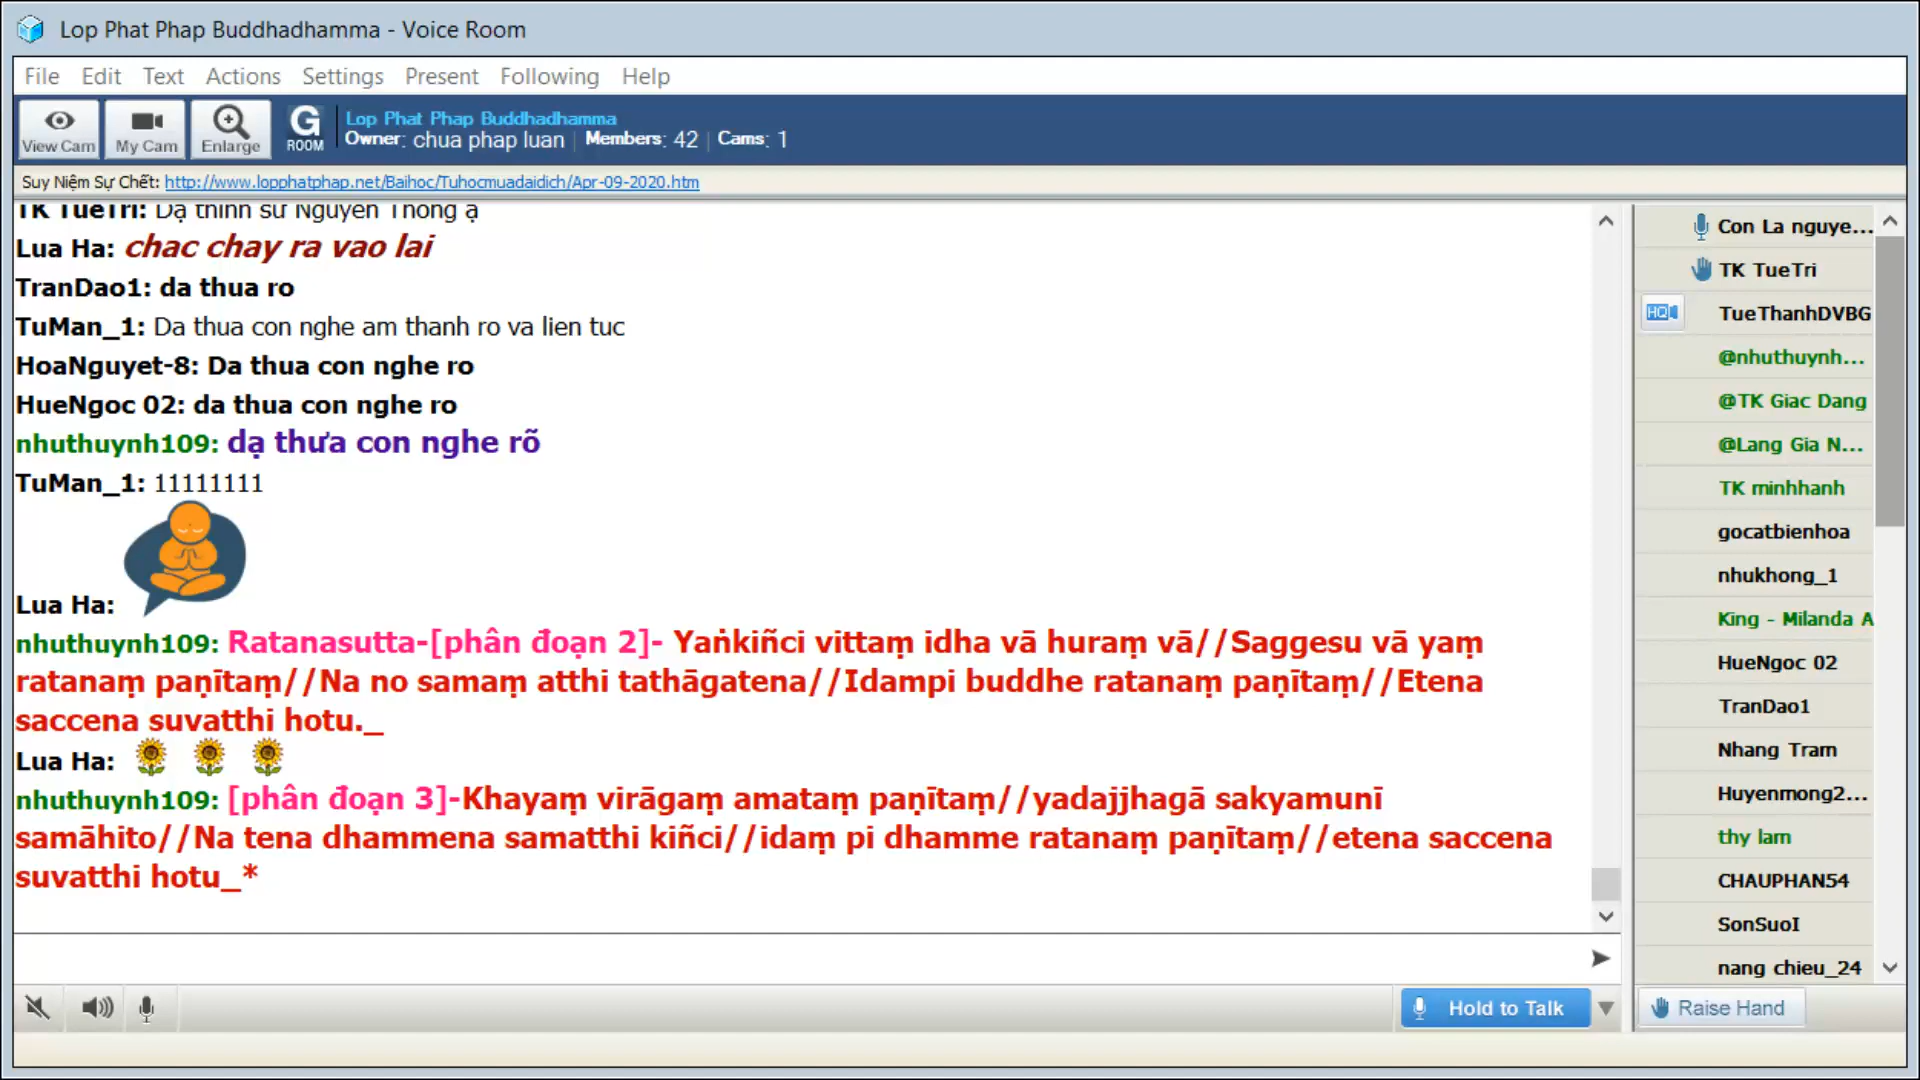 Lop Phat Phap Buddhadhamma - Voice Room
File Edit Text Actions Settings Present Following Help
View Cam My Cam Enlarge G ROOM
Lop Phat Phap Buddhadhamma
Owner: chua phap luan | Members: 42 | Cams: 1
Suy Niệm Sự Chết: http://www.lopphatphap.net/Baihoc/Tuhocmuadaidich/Apr-09-2020.htm
TK TueTri: Dạ thỉnh sư Nguyên Thông ạ
Lua Ha: chac chay ra vao lai
TranDao1: da thua ro
TuMan_1: Da thua con nghe am thanh ro va lien tuc
HoaNguyet-8: Da thua con nghe ro
HueNgoc 02: da thua con nghe ro
nhuthuynh109: dạ thưa con nghe rõ
TuMan_1: 11111111
Lua Ha:
nhuthuynh109: Ratanasutta-[phân đoạn 2]- Yaṅkiñci vittaṃ idha vā huraṃ vā//Saggesu vā yaṃ
ratanaṃ paṇītaṃ//Na no samaṃ atthi tathāgatena//Idampi buddhe ratanaṃ paṇītaṃ//Etena
saccena suvatthi hotu._
Lua Ha:
nhuthuynh109: [phân đoạn 3]-Khayaṃ virāgaṃ amataṃ paṇītaṃ//yadajjhagā sakyamunī
samāhito//Na tena dhammena samatthi kiñci//idaṃ pi dhamme ratanaṃ paṇītaṃ//etena saccena
suvatthi hotu_*
Hold to Talk
Con La nguye...
TK TueTri
HQ TueThanhDVBG
@nhuthuynh...
@TK Giac Dang
@Lang Gia N...
TK minhhanh
gocatbienhoa
nhukhong_1
King - Milanda A
HueNgoc 02
TranDao1
Nhang Tram
Huyenmong2...
thy lam
CHAUPHAN54
SonSuoI
nang chieu_24
Raise Hand